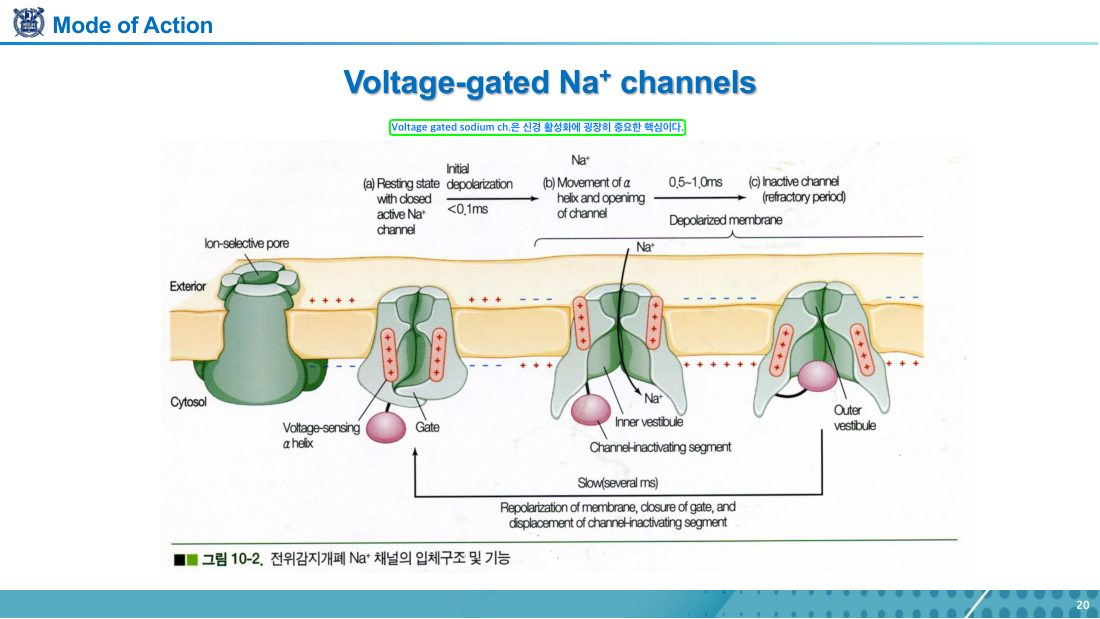 Mode of Action
Voltage-gated Na⁺ channels
Voltage gated sodium ch.은 신경 활성화에 굉장히 중요한 핵심이다.
(a) Resting state
with closed
active Na⁺
channel
Initial
depolarization
<0.1ms
Na⁺
(b) Movement of α
helix and openimg
of channel
0.5~1.0ms
(c) Inactive channel
(refractory period)
Depolarized membrane
Ion-selective pore
Na⁺
Exterior
+ + + +
+ + +
– – –
– – – – – –
– – – –
Cytosol
– – – –
– – –
+ + +
+ + + + + +
+ + +
Voltage-sensing
α helix
Gate
Na⁺
Inner vestibule
Channel-inactivating segment
Outer
vestibule
Slow(several ms)
Repolarization of membrane, closure of gate, and
displacement of channel-inactivating segment
그림 10-2. 전위감지개폐 Na⁺ 채널의 입체구조 및 기능
20